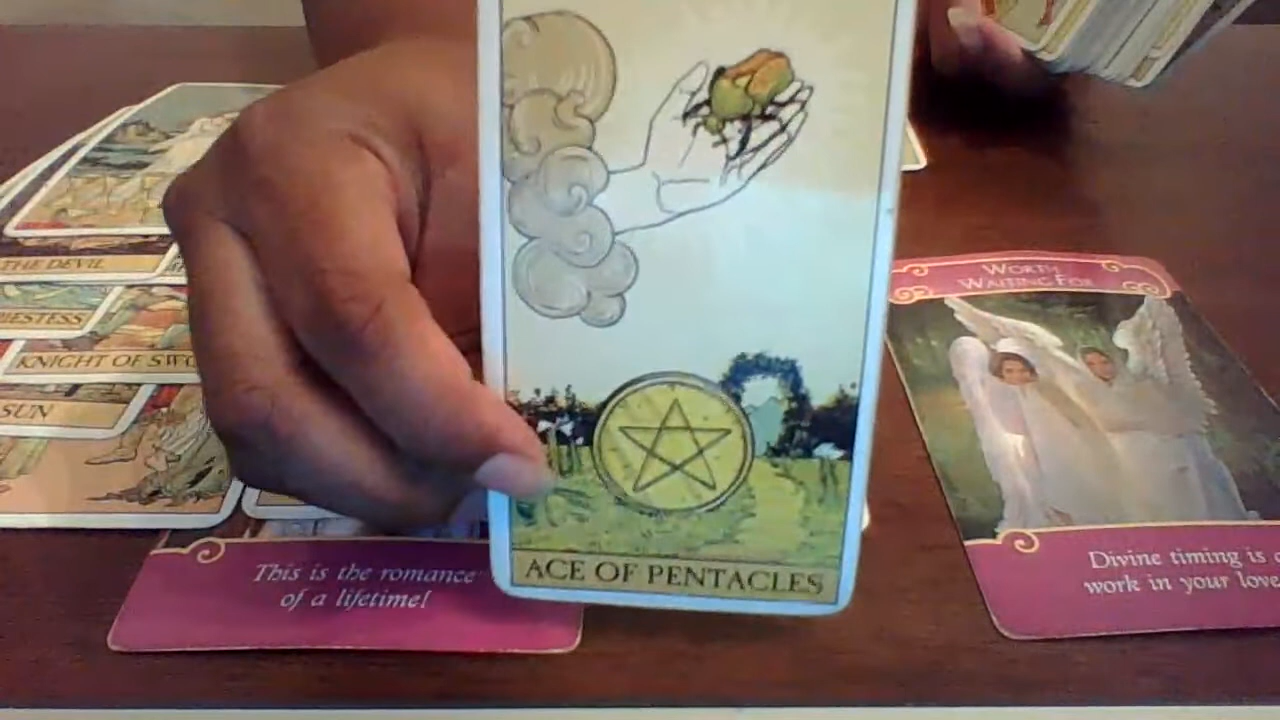 THE DEVIL
KNIGHT OF
SUN
This is the romance
of a lifetime!
ACE OF PENTACLES
WORTH
WAITING FOR
Divine timing is
work in your love